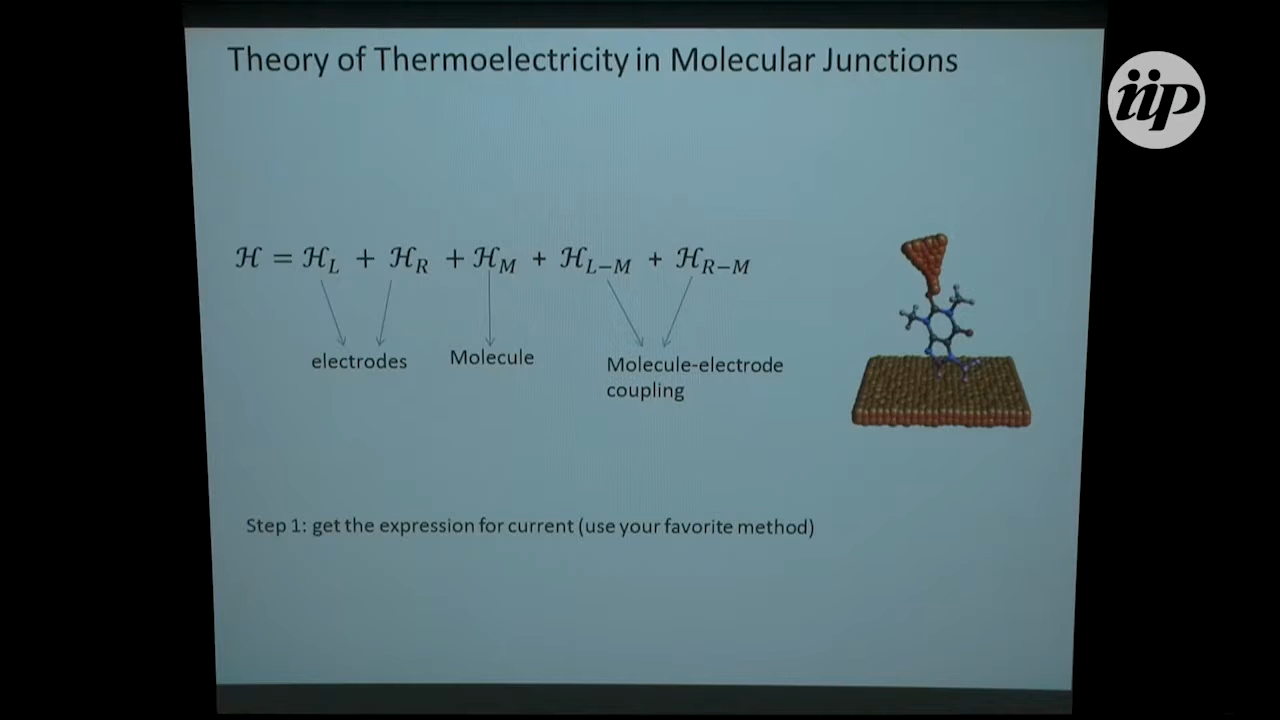 Theory of Thermoelectricity in Molecular Junctions
iip
ℋ = ℋ_L + ℋ_R + ℋ_M + ℋ_{L−M} + ℋ_{R−M}
electrodes
Molecule
Molecule-electrode
coupling
Step 1: get the expression for current (use your favorite method)